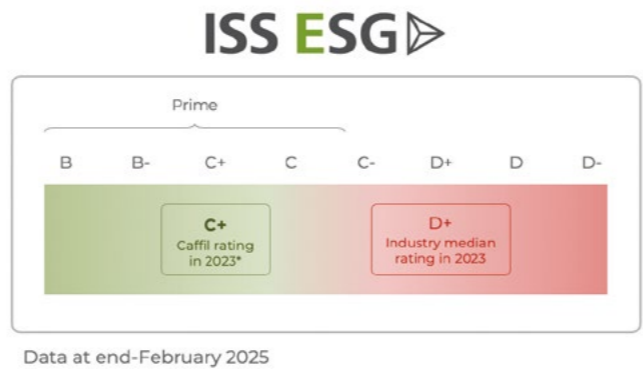 ISS ESG
Prime
B B- C+ C C- D+ D D-
C+
Caffil rating
in 2023*
D+
Industry median
rating in 2023
Data at end-February 2025